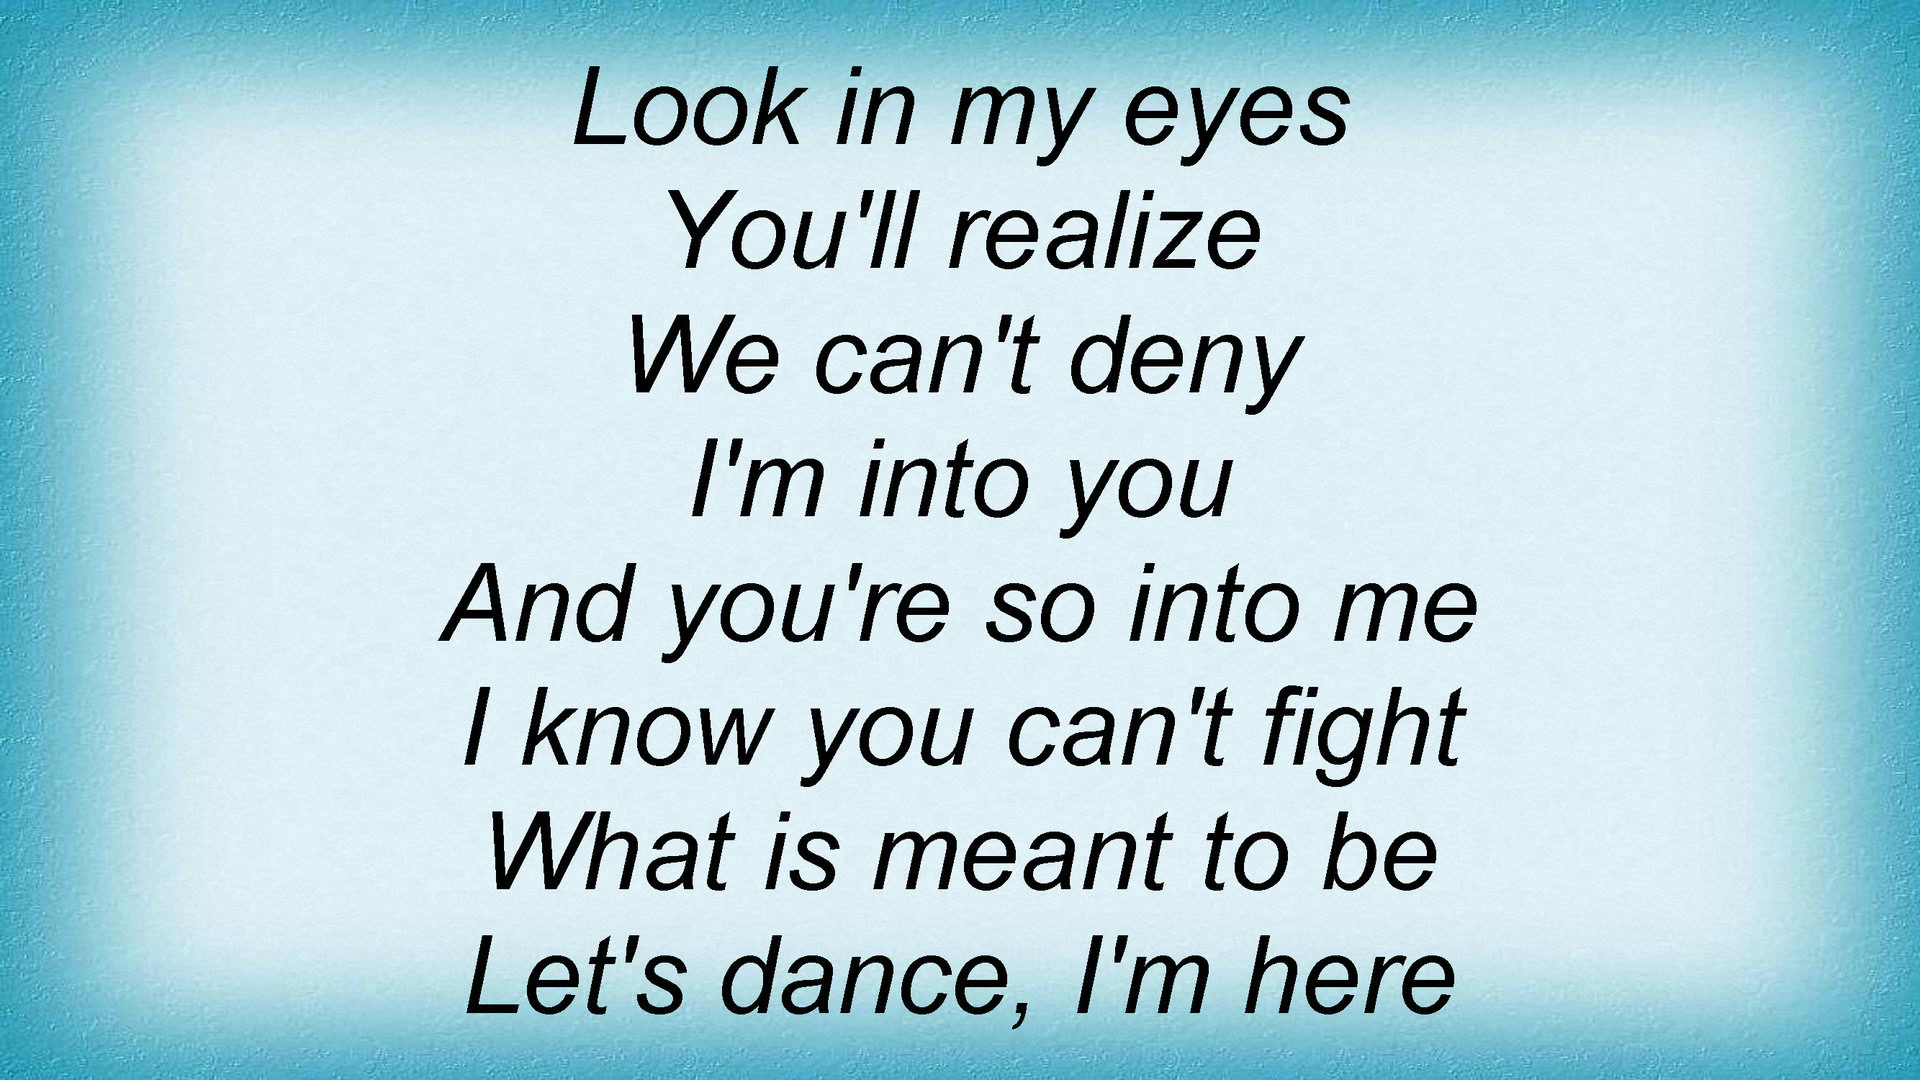 Look in my eyes
You'll realize
We can't deny
I'm into you
And you're so into me
I know you can't fight
What is meant to be
Let's dance, I'm here